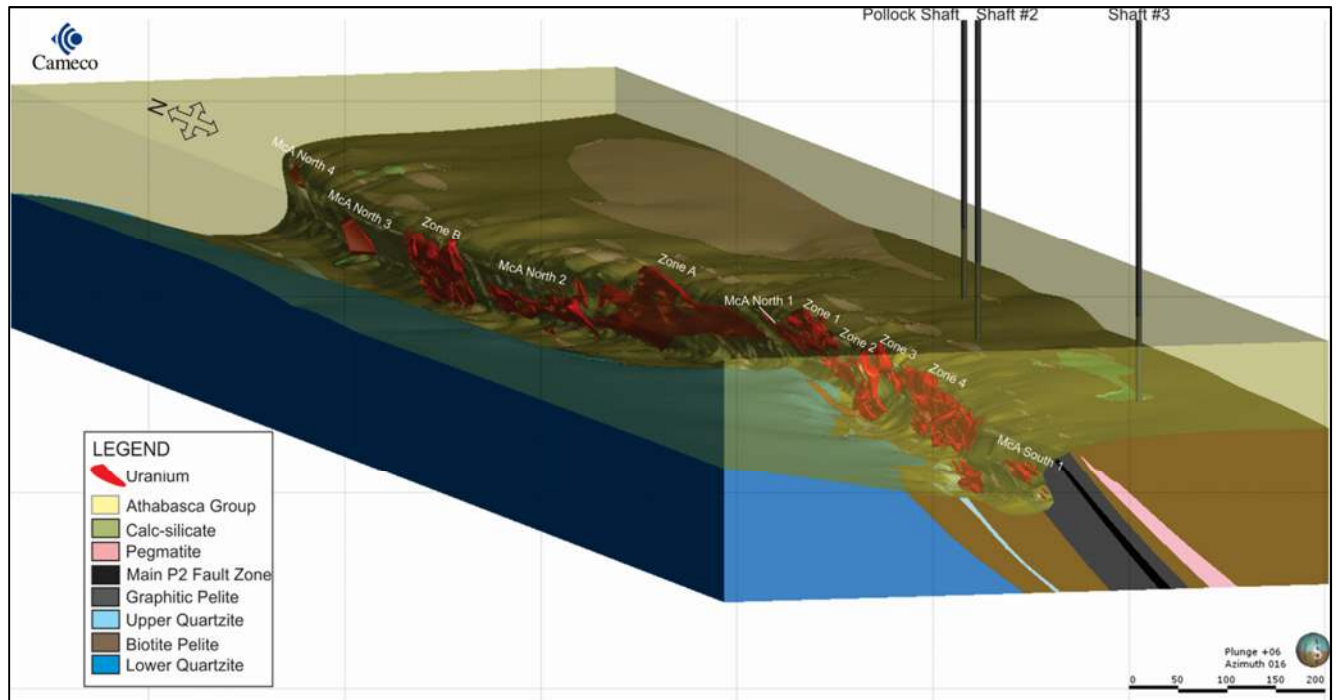 Pollock Shaft
Shaft #2
Shaft #3
Cameco
N
McA North 4
McA North 3
Zone B
McA North 2
Zone A
McA North 1
Zone 1
Zone 2
Zone 3
Zone 4
McA South 1
LEGEND
Uranium
Athabasca Group
Calc-silicate
Pegmatite
Main P2 Fault Zone
Graphitic Pelite
Upper Quartzite
Biotite Pelite
Lower Quartzite
Plunge +06
Azimuth 016
0 50 100 150 200